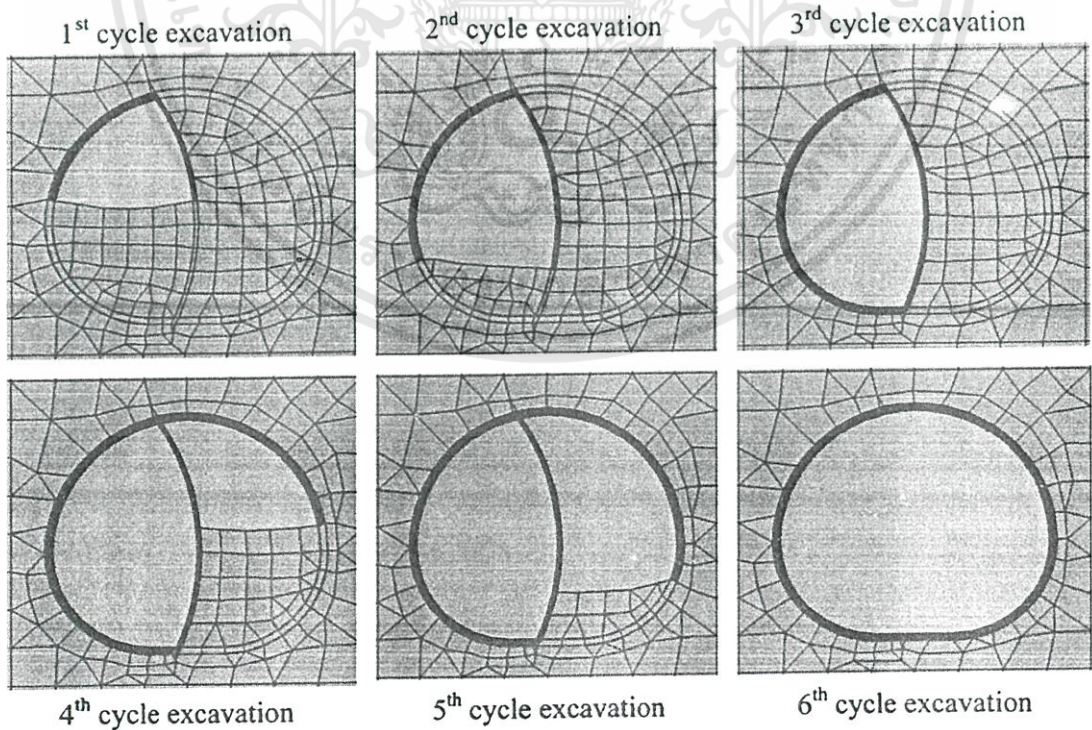 1st cycle excavation
2nd cycle excavation
3rd cycle excavation
4th cycle excavation
5th cycle excavation
6th cycle excavation